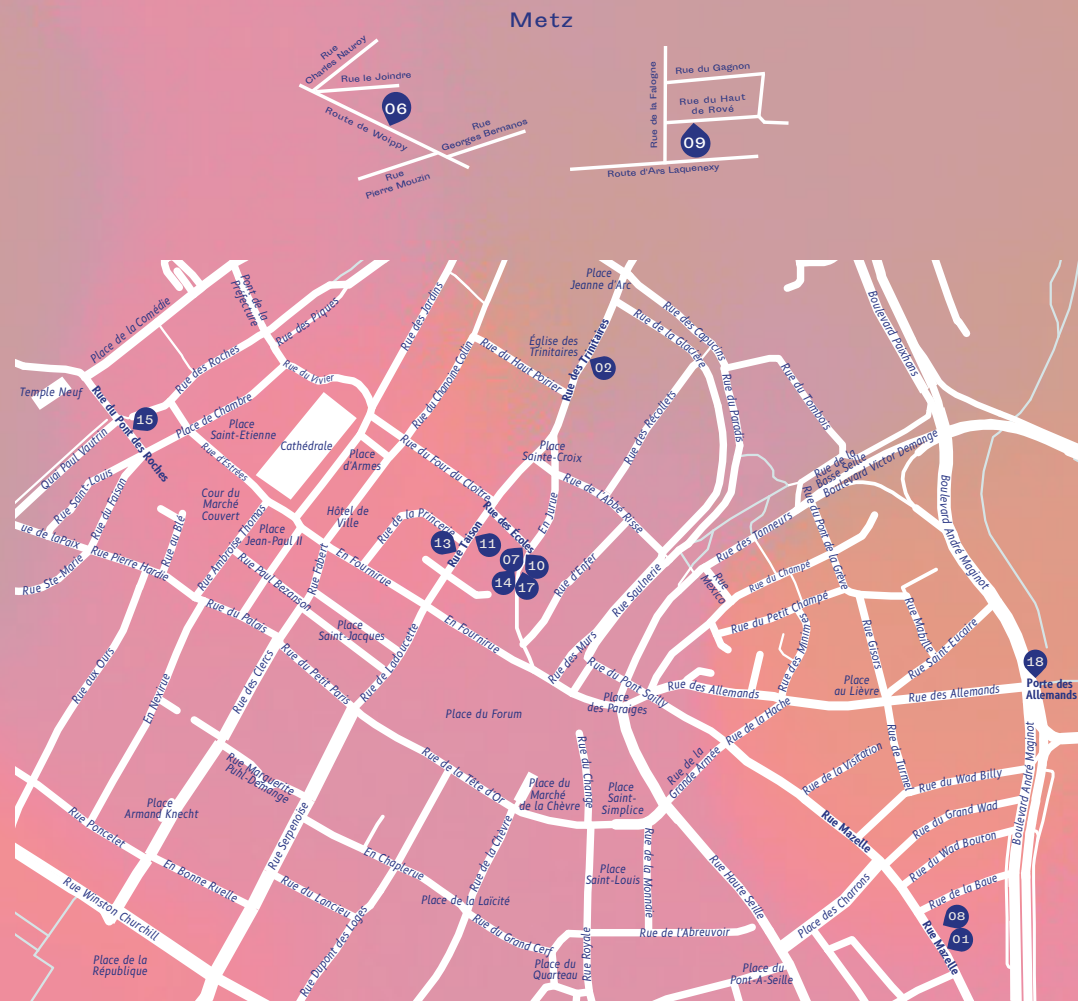 Metz
Rue
Charles Nauroy
Rue le Joindre
06
Route de Woippy
Rue
Georges Bernanos
Rue
Pierre Mouzin
Rue de la Falogne
Rue du Gagnon
Rue du Haut
de Rové
09
Route d'Ars Laquenexy
Place
Jeanne d'Arc
Pont de la
Préfecture
Place de la Comédie
Rue des Piques
Rue des Jardins
Rue des Capucins
Rue de la Glacière
Boulevard Paixhans
Église des
Trinitaires
Rue des Trinitaires
02
Rue du Haut Poirier
Rue du Chanoine Collin
Rue des Roches
Rue du Vivier
Temple Neuf
Rue du Pont des Roches
15
Place de Chambre
Place
Saint-Etienne
Cathédrale
Place
d'Armes
Rue du Four du Cloître
Place
Sainte-Croix
Rue des Récollets
Rue du Paradis
Rue du Tombois
Rue de la
Basse Seille
Boulevard Victor Demange
Quai Paul Vautrin
Rue Saint-Louis
Rue d'Estrées
Rue du Faisan
ue de laPaix
Rue Ste-Marie
Rue Pierre Hardie
Rue au Blé
Cour du
Marché
Couvert
Rue Ambroise Thomas
Place
Jean-Paul II
Hôtel de
Ville
Rue de la Princerie
Rue Taison
Rue des Écoles
13
11
07
10
14
17
En Jurue
Rue de l'Abbé Risse
Rue d'Enfer
Rue Saulnerie
Rue des Tanneurs
Rue du Pont de la Grève
Boulevard André Maginot
Rue
Mexico
Rue du Champé
Rue du Petit Champé
Rue des Minimes
Rue Gisors
Rue Mabille
Rue Saint-Eucaire
Rue Paul Bezanson
Rue Fabert
En Fournirue
En Fournirue
Rue du Palais
Place
Saint-Jacques
Rue de Ladoucette
Rue du Petit Paris
Rue des Clercs
Rue aux Ours
En Nexirue
Rue des Murs
Rue du Pont Sailly
Place
des Paraiges
Rue des Allemands
Place
au Lièvre
Rue des Allemands
18
Porte des
Allemands
Place du Forum
Rue de la Hache
Rue de la
Grande Armée
Rue de la Visitation
Rue de Turmel
Rue du Wad Billy
Rue du Grand Wad
Rue du Wad Bouton
Rue de la Baue
Boulevard André Maginot
Rue Marguerite
Puhl-Demange
Rue de la Tête d'Or
Rue du Change
Place du
Marché
de la Chèvre
Place
Saint-
Simplice
Rue Mazelle
Place
Armand Knecht
Rue Poncelet
Rue Serpenoise
En Bonne Ruelle
En Chaplerue
Rue de la Chèvre
Rue de la Monnaie
Rue Haute Seille
Place
Saint-Louis
Rue Winston Churchill
Rue du Lancieu
Rue Dupont des Loges
Place de la Laïcité
Rue du Grand Cerf
Rue Royale
Rue de l'Abreuvoir
Place des Charrons
08
01
Rue Mazelle
Place de la
République
Place du
Quarteau
Place du
Pont-A-Seille